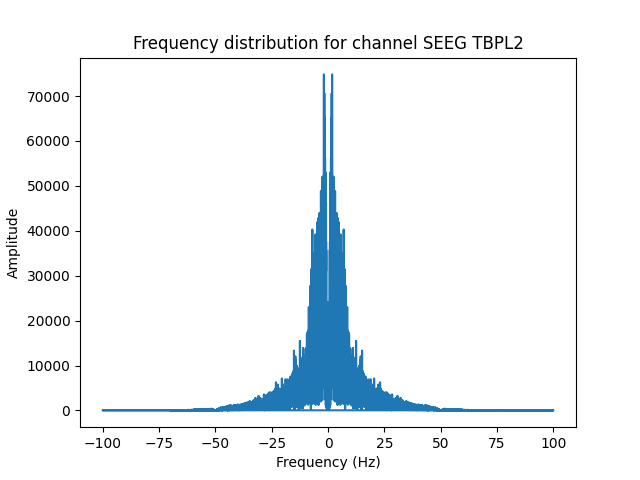 Frequency distribution for channel SEEG TBPL2
Amplitude
70000
60000
50000
40000
30000
20000
10000
0
−100 −75 −50 −25 0 25 50 75 100
Frequency (Hz)